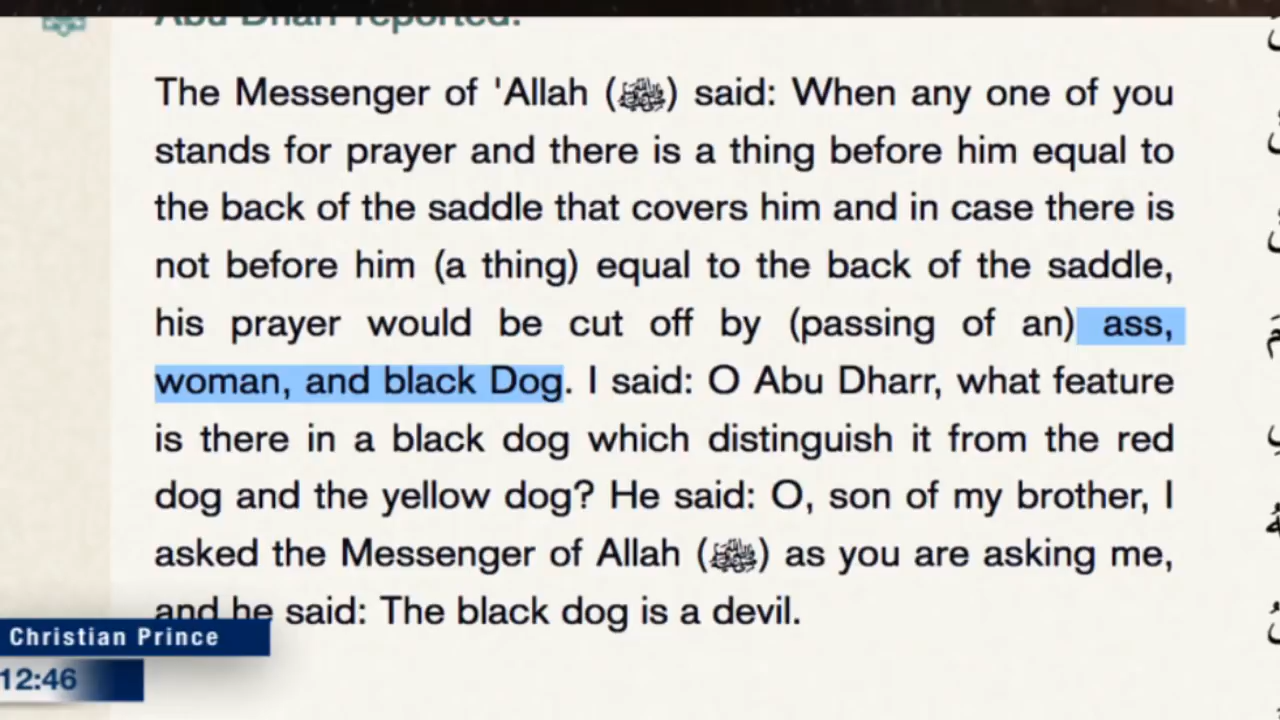 Abu Dharr reported:
The Messenger of 'Allah (ﷺ) said: When any one of you
stands for prayer and there is a thing before him equal to
the back of the saddle that covers him and in case there is
not before him (a thing) equal to the back of the saddle,
his prayer would be cut off by (passing of an) ass,
woman, and black Dog. I said: O Abu Dharr, what feature
is there in a black dog which distinguish it from the red
dog and the yellow dog? He said: O, son of my brother, I
asked the Messenger of Allah (ﷺ) as you are asking me,
and he said: The black dog is a devil.
Christian Prince
12:46